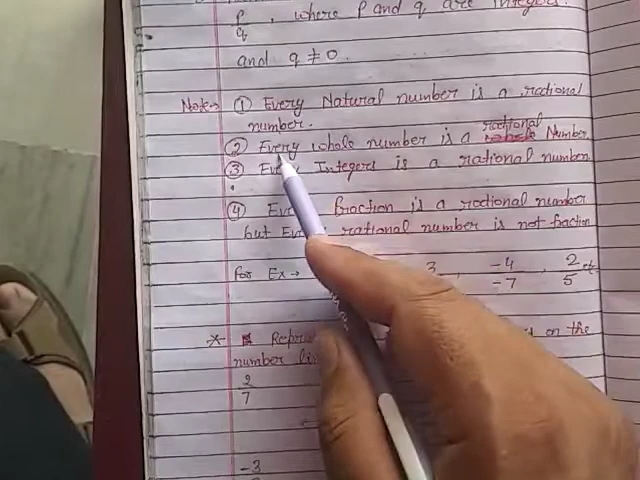 p/q , where p and q are integers.
and q ≠ 0.
Note→ ① Every Natural number is a rational
number.
② Every whole number is a rational Number
③ Integers is a rational number
④ fraction is a rational number
but rational number is not fraction
For Ex → 3 , -4/-7 , 2/5 etc
* on the
number
2/7
-3